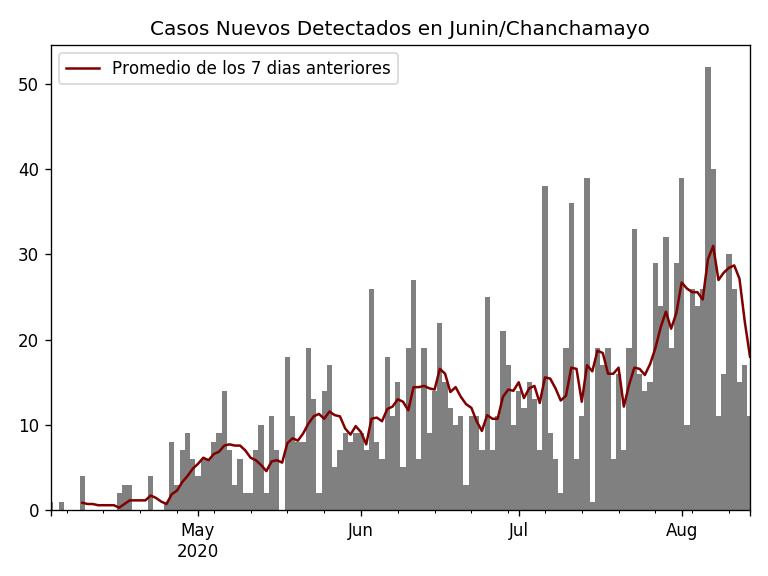 Casos Nuevos Detectados en Junin/Chanchamayo
Promedio de los 7 dias anteriores
50
40
30
20
10
0
May
2020
Jun
Jul
Aug